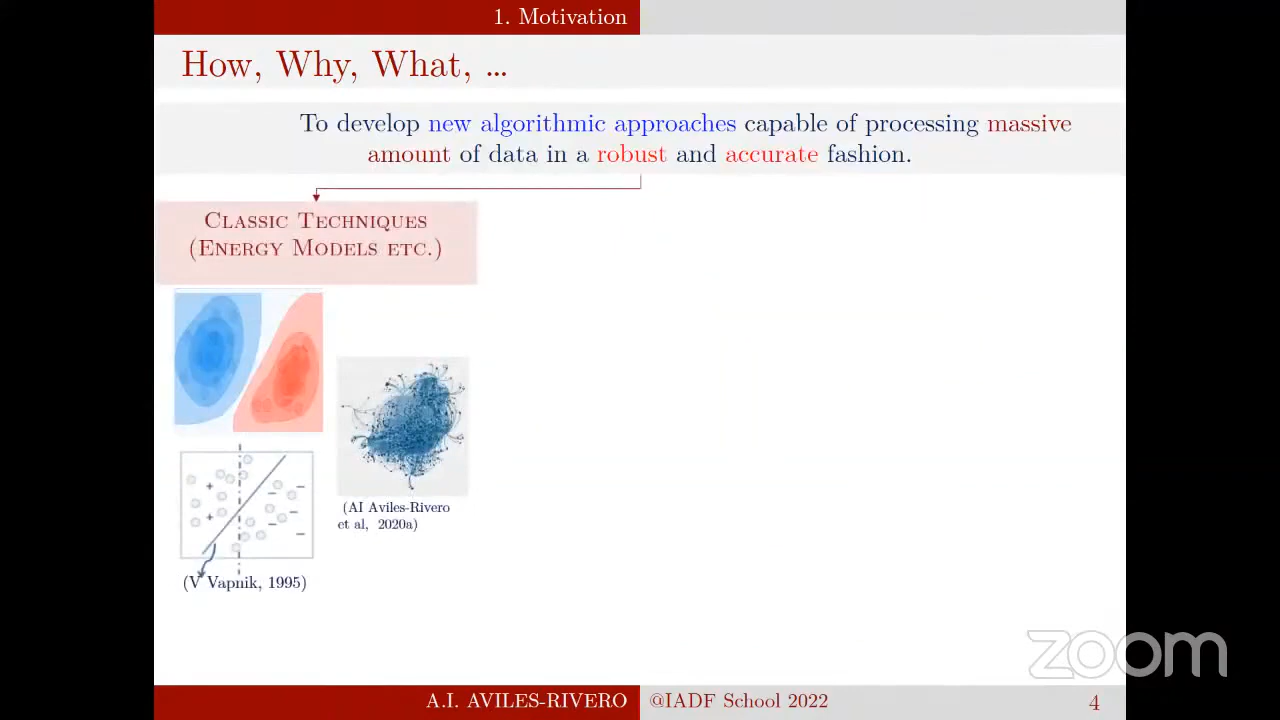 1. Motivation
How, Why, What, ...
To develop new algorithmic approaches capable of processing massive
amount of data in a robust and accurate fashion.
Classic Techniques
(Energy Models etc.)
(AI Aviles-Rivero
et al, 2020a)
(V Vapnik, 1995)
zoom
A.I. AVILES-RIVERO
@IADF School 2022
4